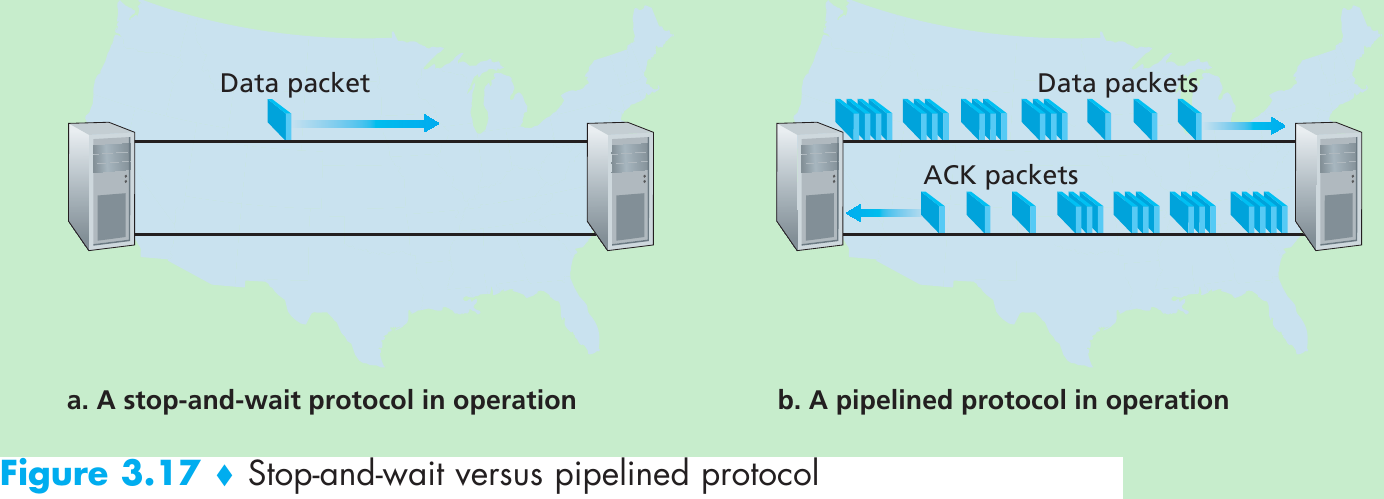 Data packet
Data packets
ACK packets
a. A stop-and-wait protocol in operation
b. A pipelined protocol in operation
Figure 3.17 ♦ Stop-and-wait versus pipelined protocol